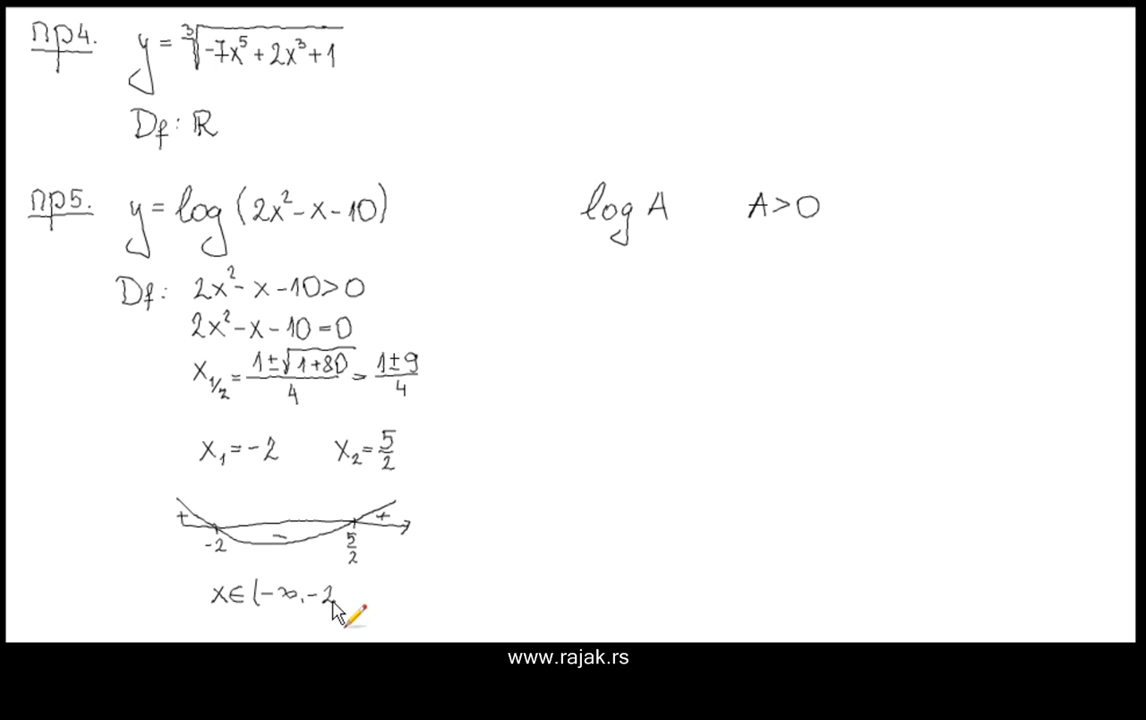 пр4. y = ∛(-7x⁵ + 2x³ + 1)
Df: ℝ
пр5. y = log (2x² - x - 10) log A A > 0
Df: 2x² - x - 10 > 0
2x² - x - 10 = 0
x₁/₂ = (1 ± √(1+80))/4 = (1 ± 9)/4
x₁ = -2 x₂ = 5/2
+ - +
-2 5/2
x ∈ (-∞, -2
www.rajak.rs